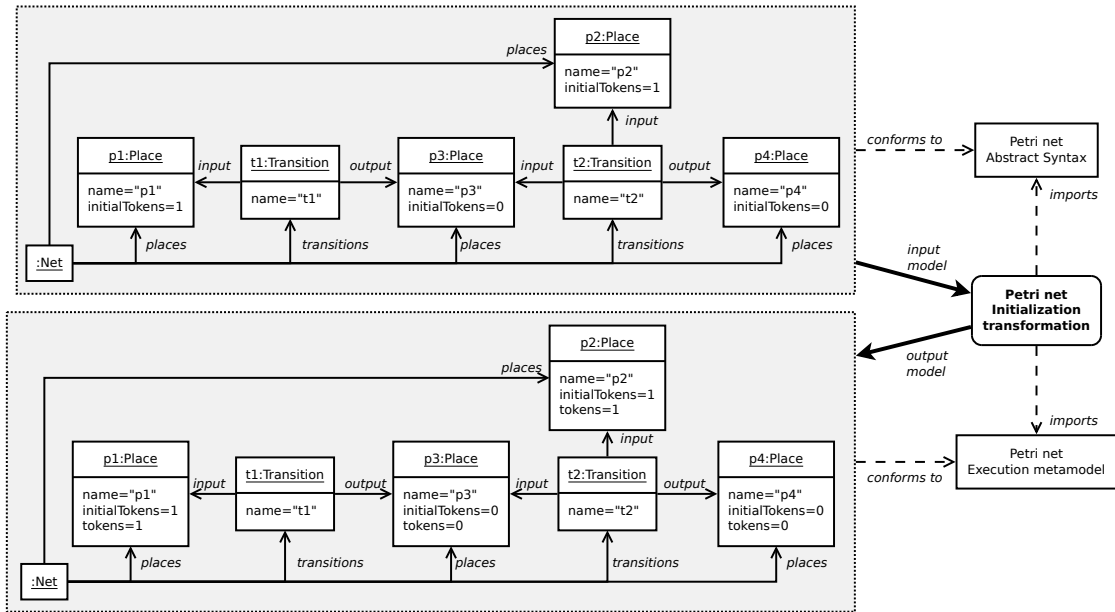 p2:Place
places
name="p2"
initialTokens=1
input
p1:Place
input
t1:Transition
output
p3:Place
input
t2:Transition
output
p4:Place
name="p1"
initialTokens=1
name="t1"
name="p3"
initialTokens=0
name="t2"
name="p4"
initialTokens=0
:Net
places
transitions
places
transitions
places
conforms to
Petri net
Abstract Syntax
imports
input
model
Petri net
Initialization
transformation
output
model
imports
Petri net
Execution metamodel
conforms to
p2:Place
places
name="p2"
initialTokens=1
tokens=1
input
p1:Place
input
t1:Transition
output
p3:Place
input
t2:Transition
output
p4:Place
name="p1"
initialTokens=1
tokens=1
name="t1"
name="p3"
initialTokens=0
tokens=0
name="t2"
name="p4"
initialTokens=0
tokens=0
:Net
places
transitions
places
transitions
places